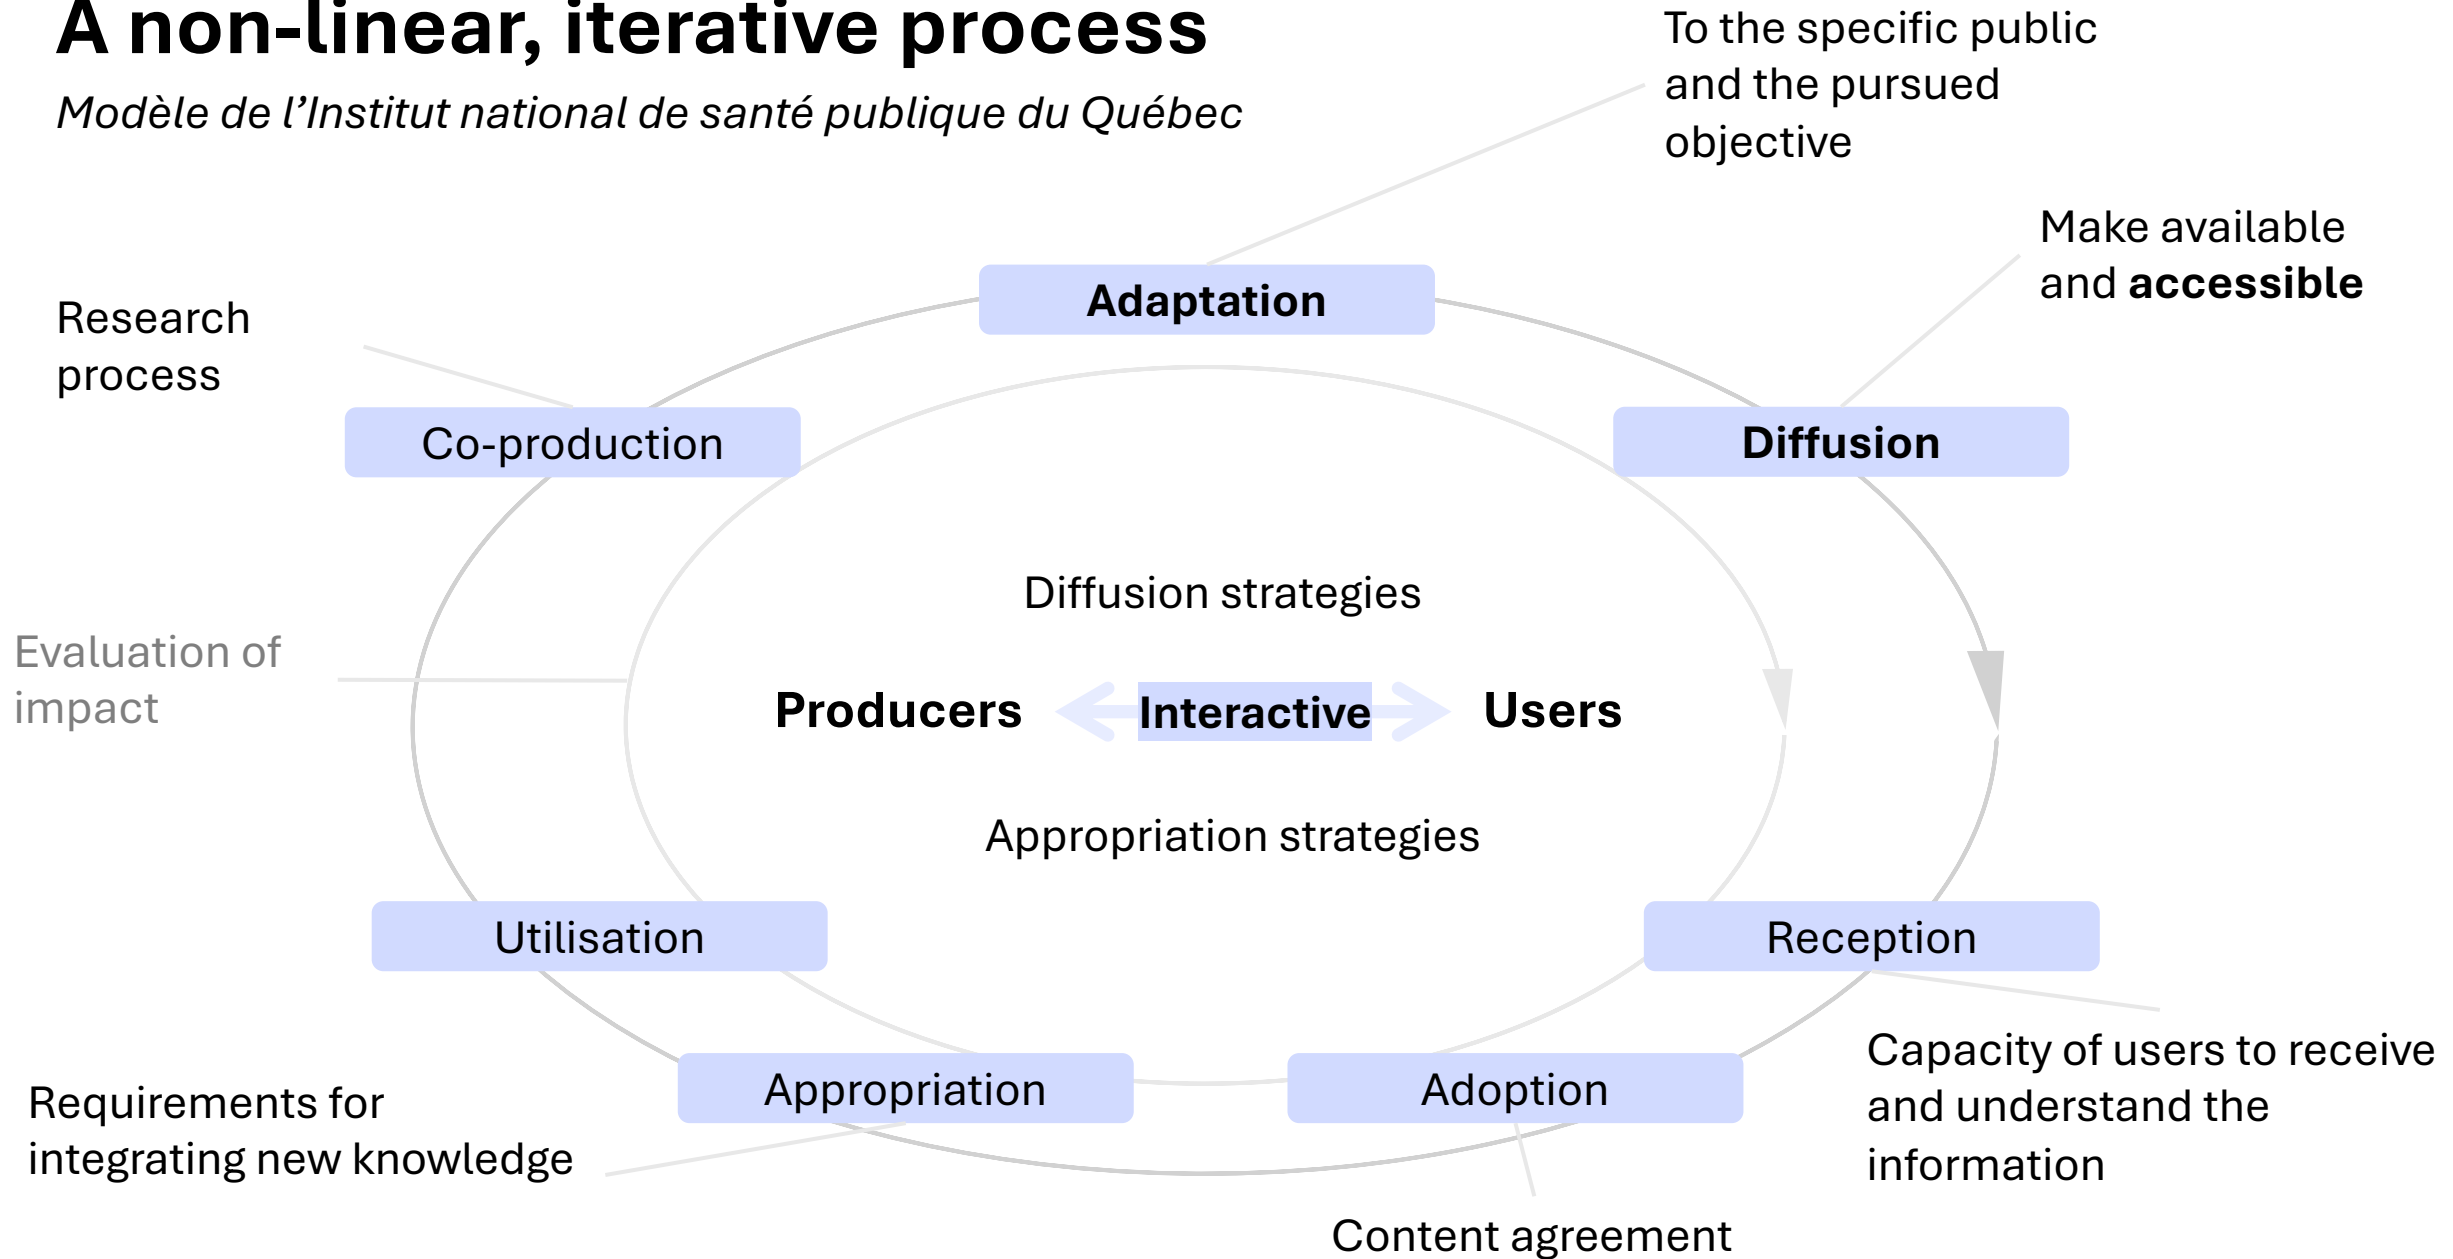 A non-linear, iterative process
Modèle de l’Institut national de santé publique du Québec
To the specific public
and the pursued
objective
Make available
and accessible
Adaptation
Research
process
Co-production
Diffusion
Diffusion strategies
Evaluation of
impact
Producers
Interactive
Users
Appropriation strategies
Utilisation
Reception
Appropriation
Adoption
Requirements for
integrating new knowledge
Capacity of users to receive
and understand the
information
Content agreement